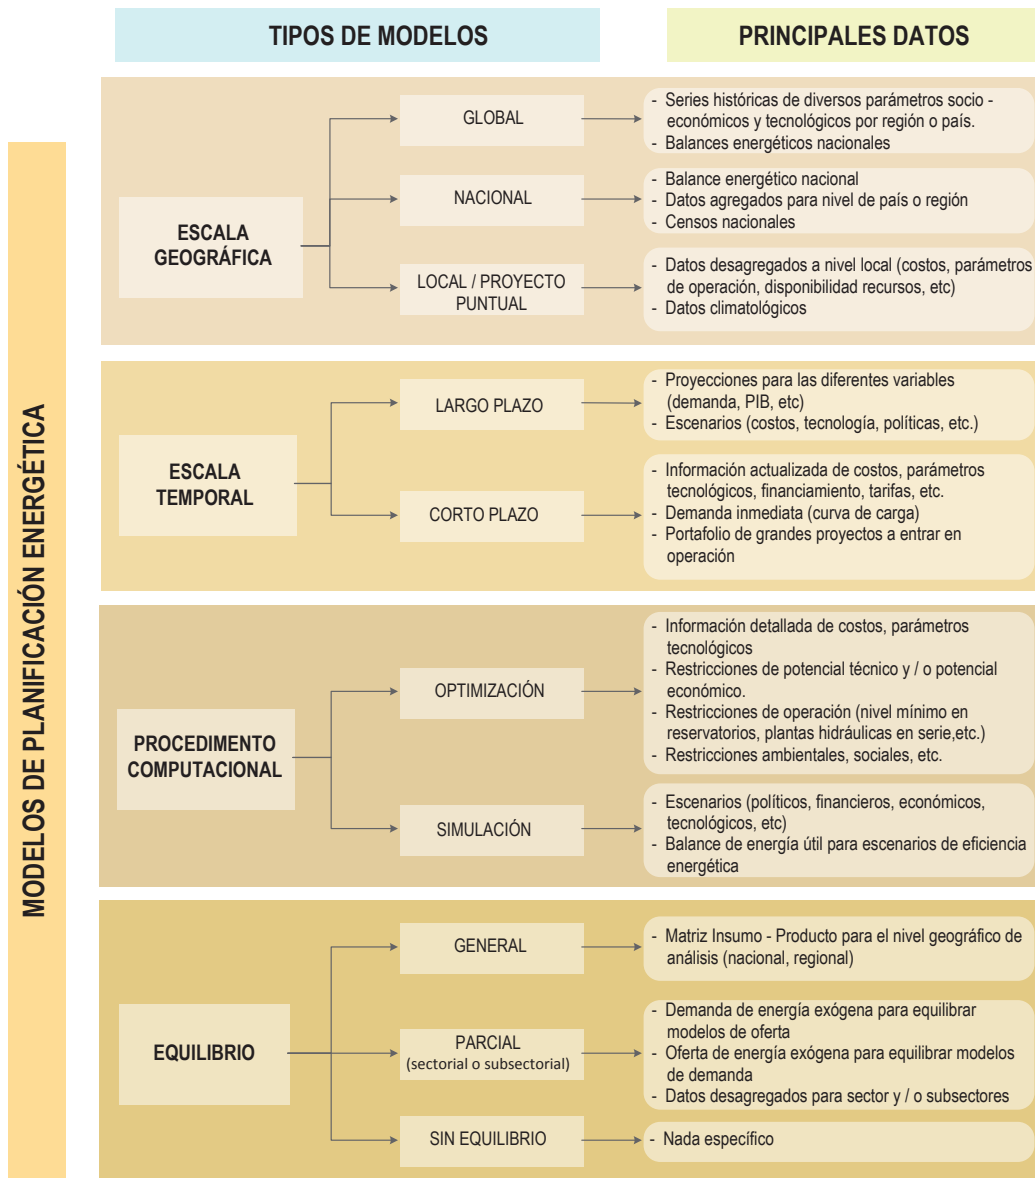 TIPOS DE MODELOS
PRINCIPALES DATOS
MODELOS DE PLANIFICACIÓN ENERGÉTICA
ESCALA
GEOGRÁFICA
GLOBAL
- Series históricas de diversos parámetros socio -
económicos y tecnológicos por región o país.
- Balances energéticos nacionales
NACIONAL
- Balance energético nacional
- Datos agregados para nivel de país o región
- Censos nacionales
LOCAL / PROYECTO
PUNTUAL
- Datos desagregados a nivel local (costos, parámetros
de operación, disponibilidad recursos, etc)
- Datos climatológicos
ESCALA
TEMPORAL
LARGO PLAZO
- Proyecciones para las diferentes variables
(demanda, PIB, etc)
- Escenarios (costos, tecnología, políticas, etc.)
CORTO PLAZO
- Información actualizada de costos, parámetros
tecnológicos, financiamiento, tarifas, etc.
- Demanda inmediata (curva de carga)
- Portafolio de grandes proyectos a entrar en
operación
PROCEDIMENTO
COMPUTACIONAL
OPTIMIZACIÓN
- Información detallada de costos, parámetros
tecnológicos
- Restricciones de potencial técnico y / o potencial
económico.
- Restricciones de operación (nivel mínimo en
reservatorios, plantas hidráulicas en serie,etc.)
- Restricciones ambientales, sociales, etc.
SIMULACIÓN
- Escenarios (políticos, financieros, económicos,
tecnológicos, etc)
- Balance de energía útil para escenarios de eficiencia
energética
EQUILIBRIO
GENERAL
- Matriz Insumo - Producto para el nivel geográfico de
análisis (nacional, regional)
PARCIAL
(sectorial o subsectorial)
- Demanda de energía exógena para equilibrar
modelos de oferta
- Oferta de energía exógena para equilibrar modelos
de demanda
- Datos desagregados para sector y / o subsectores
SIN EQUILIBRIO
- Nada específico